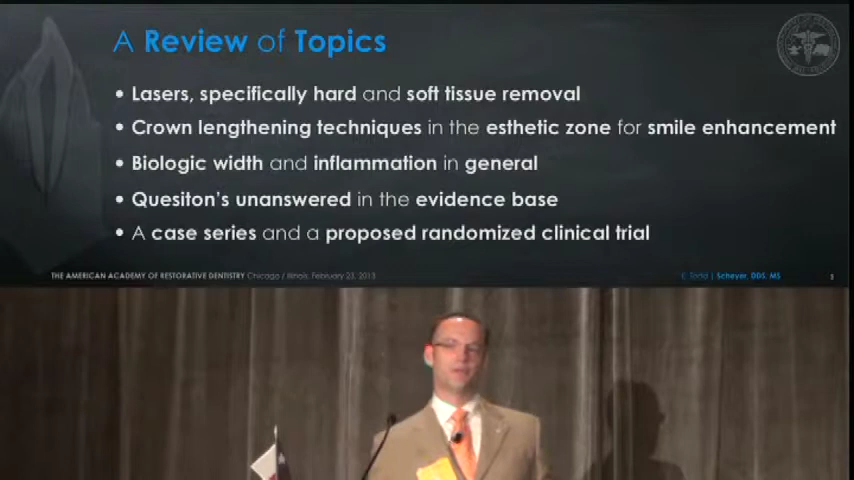 A Review of Topics
• Lasers, specifically hard and soft tissue removal
• Crown lengthening techniques in the esthetic zone for smile enhancement
• Biologic width and inflammation in general
• Quesiton's unanswered in the evidence base
• A case series and a proposed randomized clinical trial
THE AMERICAN ACADEMY OF RESTORATIVE DENTISTRY Chicago / Illinois, February 23, 2013
E. Todd | Scheyer, DDS, MS